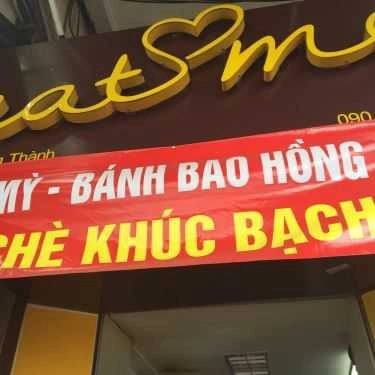 eat me
090
Thành
MỲ - BÁNH BAO HỒNG
CHÈ KHÚC BẠCH